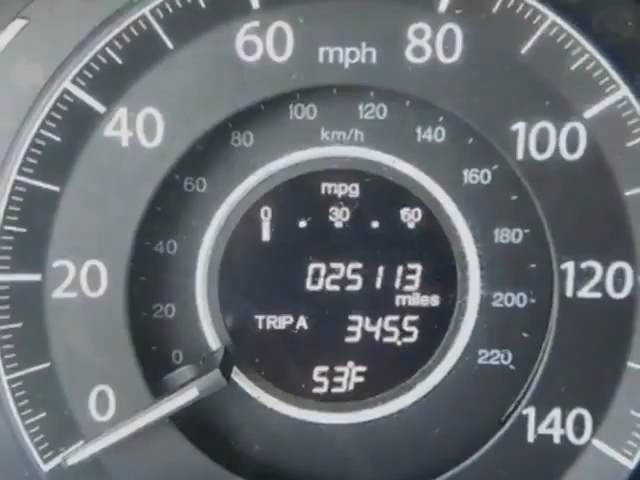 60 mph 80
40 100
20 120
0 140
100 120
km/h
80 140
60 160
40 180
20 200
0 220
mpg
0 30 60
025113
miles
TRIP A 345.5
53°F